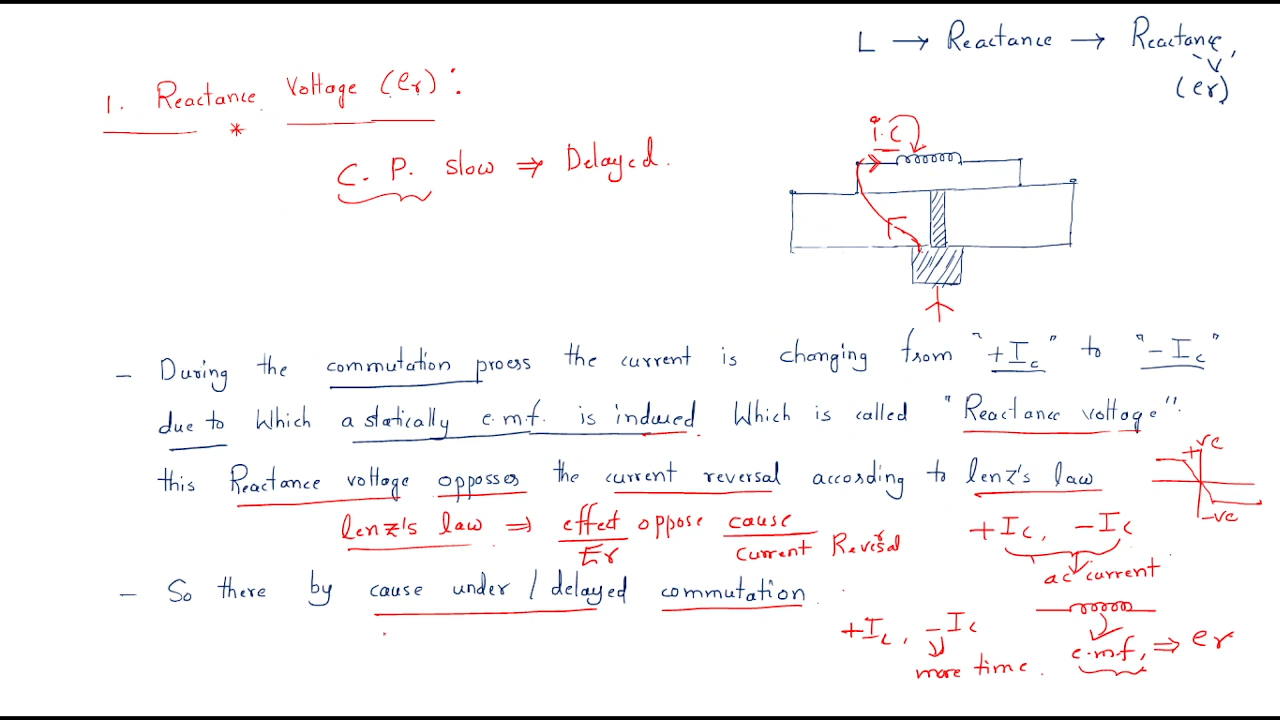 L → Reactance → Reactance,
(er)
1. Reactance Voltage (er) :
*
C. P. slow ⇒ Delayed.
i.c
- During the commutation proess the current is changing from "+Ic" to "-Ic"
due to Which a statically e.m.f. is induced Which is called "Reactance voltage".
this Reactance voltage opposses the current reversal according to lenz's law
+ve
-ve
lenz's law ⇒ effect oppose cause
Er current Reversal
+Ic, -Ic
ac current
- So there by cause under / delayed commutation.
+Ic, -Ic
more time.
e.m.f, ⇒ er